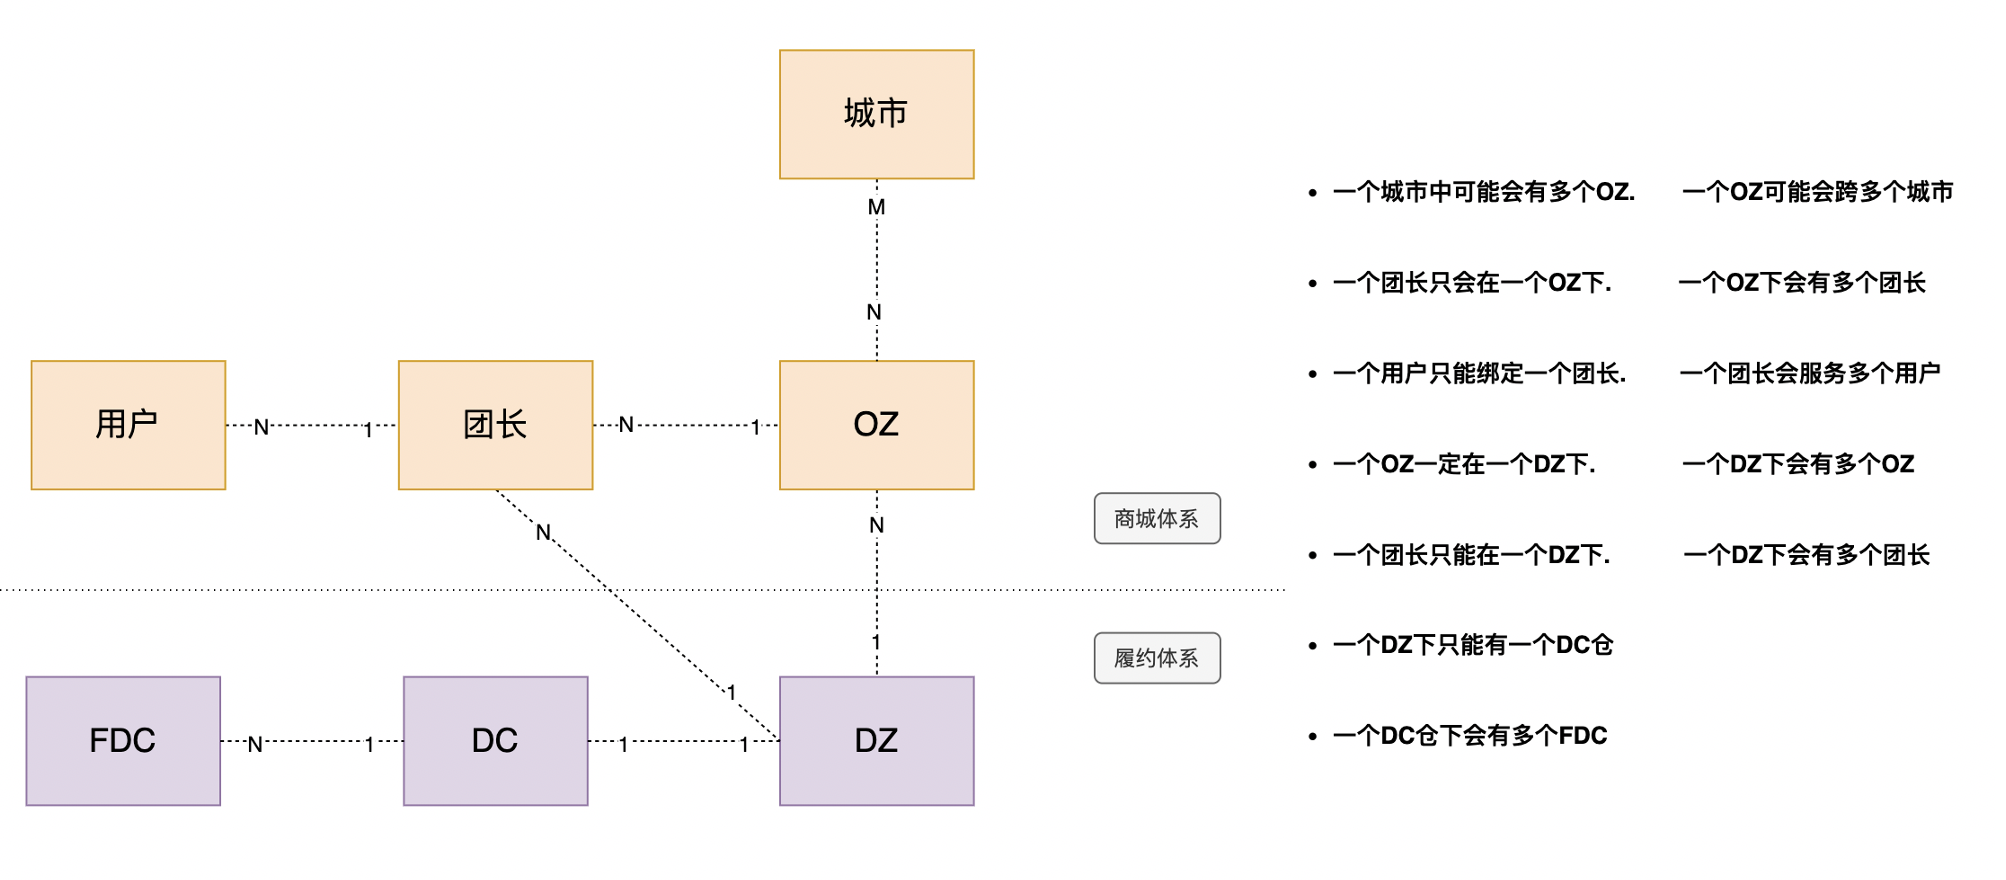 城市
M
N
用户
N
1
团长
N
1
OZ
N
N
1
1
商城体系
履约体系
FDC
N
1
DC
1
1
DZ
• 一个城市中可能会有多个OZ. 一个OZ可能会跨多个城市
• 一个团长只会在一个OZ下. 一个OZ下会有多个团长
• 一个用户只能绑定一个团长. 一个团长会服务多个用户
• 一个OZ一定在一个DZ下. 一个DZ下会有多个OZ
• 一个团长只能在一个DZ下. 一个DZ下会有多个团长
• 一个DZ下只能有一个DC仓
• 一个DC仓下会有多个FDC